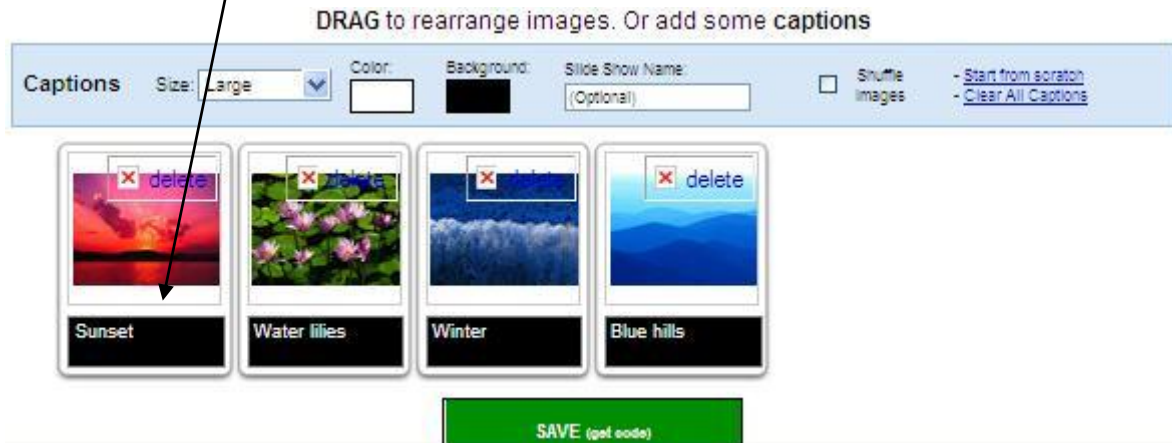 DRAG to rearrange images. Or add some captions
Captions Size: Large Color: Background: Slide Show Name: (Optional) Shuffle images - Start from scratch
- Clear All Captions
delete delete delete delete
Sunset Water lilies Winter Blue hills
SAVE (get code)